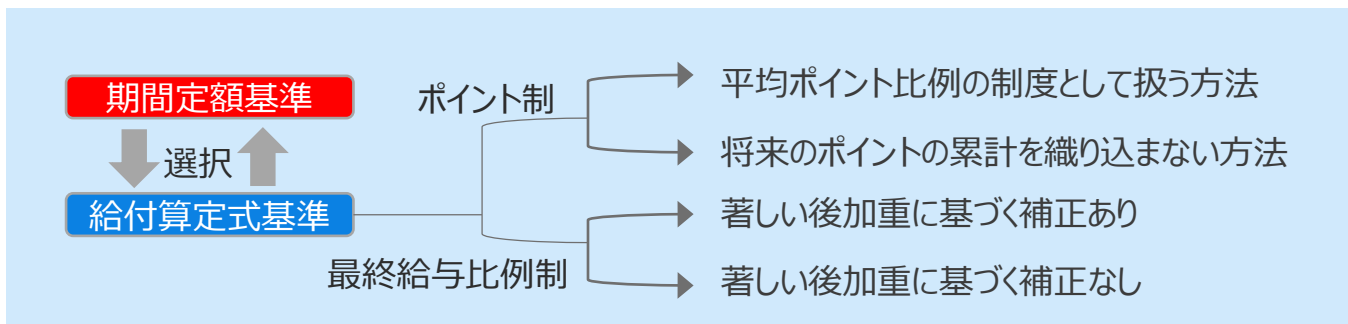 期間定額基準
選択
給付算定式基準
ポイント制
平均ポイント比例の制度として扱う方法
将来のポイントの累計を織り込まない方法
最終給与比例制
著しい後加重に基づく補正あり
著しい後加重に基づく補正なし